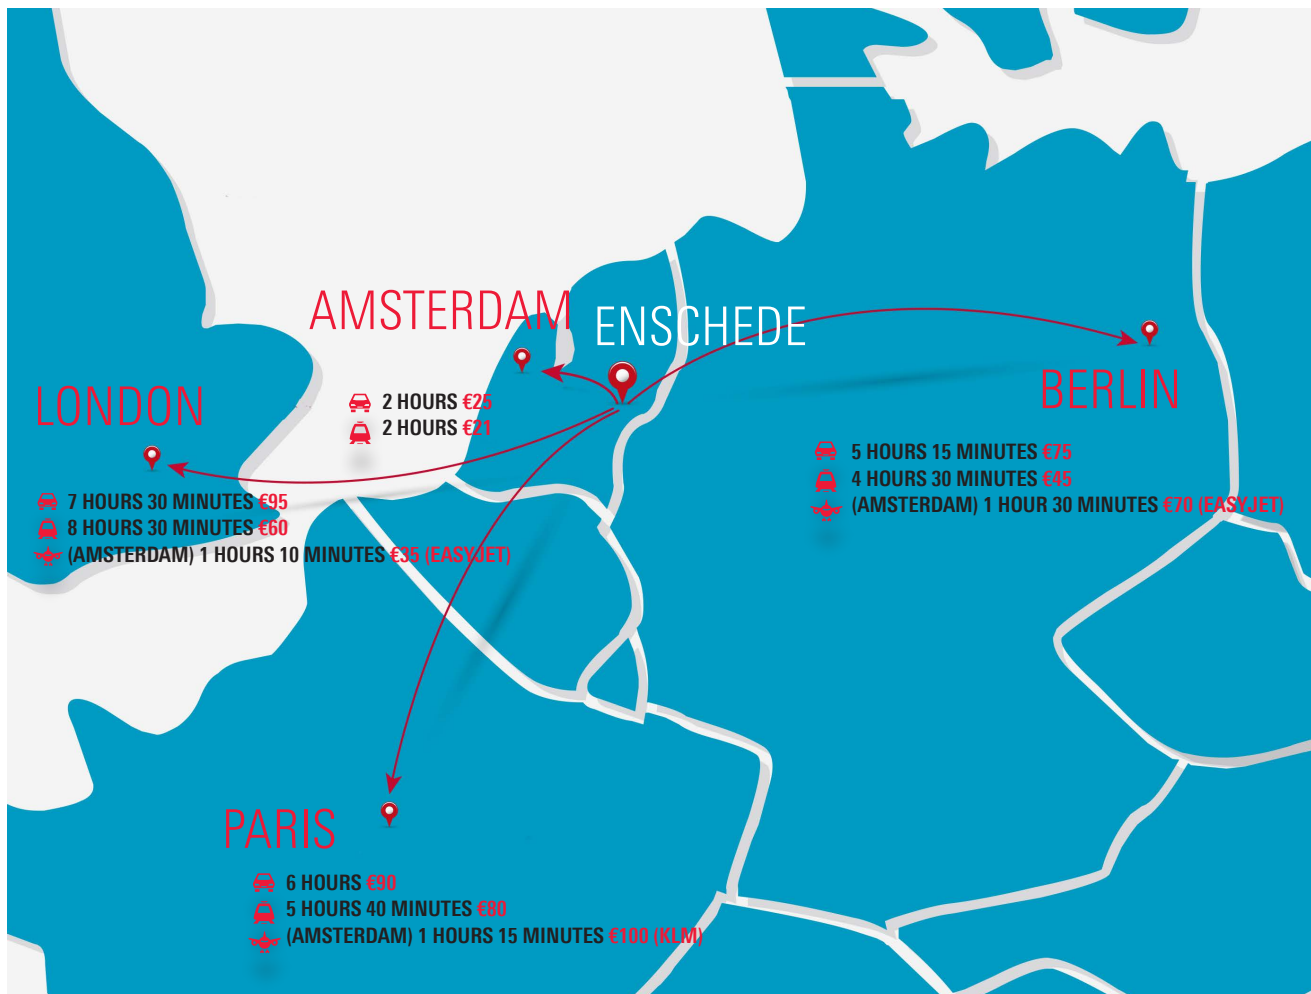 AMSTERDAM
2 HOURS €25
2 HOURS €21
ENSCHEDE
LONDON
7 HOURS 30 MINUTES €95
8 HOURS 30 MINUTES €60
(AMSTERDAM) 1 HOURS 10 MINUTES €35 (EASYJET)
BERLIN
5 HOURS 15 MINUTES €75
4 HOURS 30 MINUTES €45
(AMSTERDAM) 1 HOUR 30 MINUTES €70 (EASYJET)
PARIS
6 HOURS €90
5 HOURS 40 MINUTES €80
(AMSTERDAM) 1 HOURS 15 MINUTES €100 (KLM)